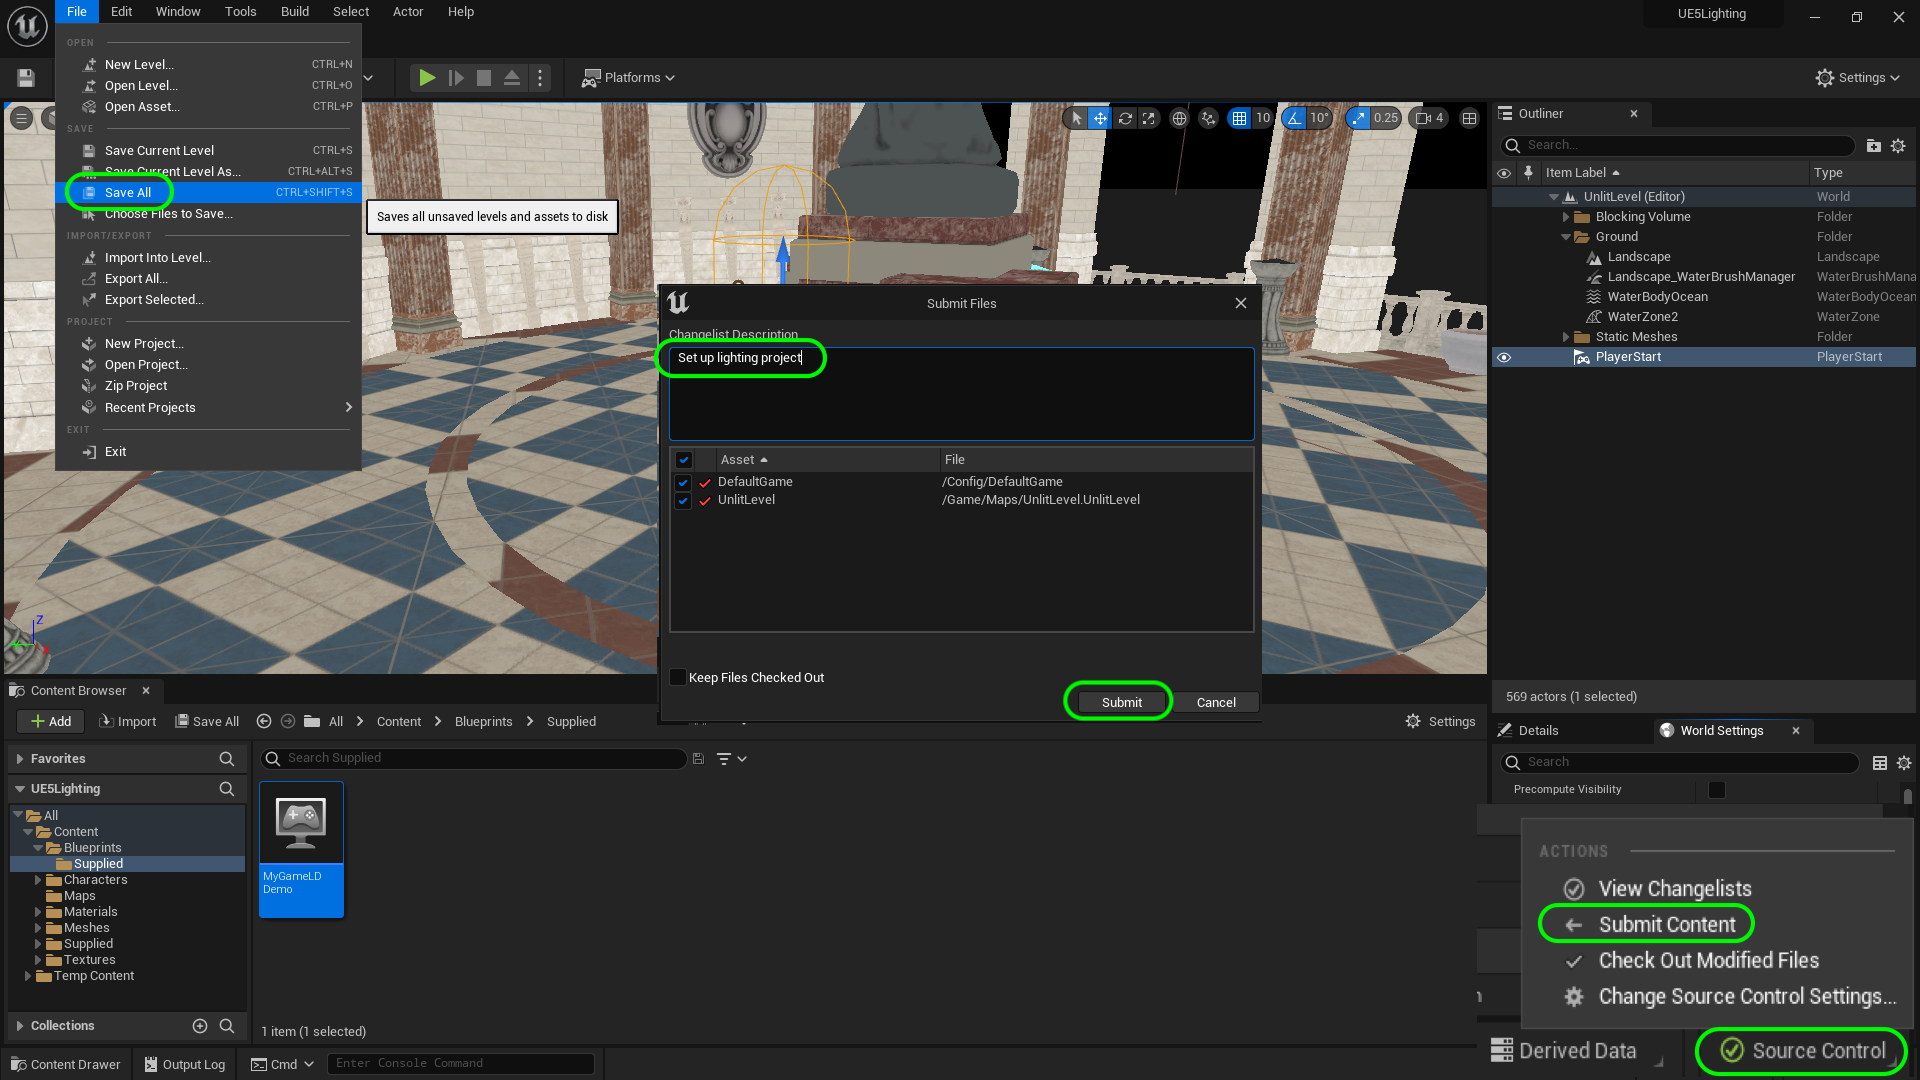 File Edit Window Tools Build Select Actor Help
UE5Lighting
OPEN
New Level... CTRL+N
Open Level... CTRL+O
Open Asset... CTRL+P
SAVE
Save Current Level CTRL+S
Save Current Level As... CTRL+ALT+S
Save All CTRL+SHIFT+S
Choose Files to Save...
IMPORT/EXPORT
Import Into Level...
Export All...
Export Selected...
PROJECT
New Project...
Open Project...
Zip Project
Recent Projects
EXIT
Exit
Saves all unsaved levels and assets to disk
Platforms
Settings
10 10° 0.25 4
Z
X
Submit Files
Changelist Description
Set up lighting project
Asset File
DefaultGame /Config/DefaultGame
UnlitLevel /Game/Maps/UnlitLevel.UnlitLevel
Keep Files Checked Out
Submit Cancel
Outliner
Search...
Item Label Type
UnlitLevel (Editor) World
Blocking Volume Folder
Ground Folder
Landscape Landscape
Landscape_WaterBrushManager WaterBrushMana
WaterBodyOcean WaterBodyOcean
WaterZone2 WaterZone
Static Meshes Folder
PlayerStart PlayerStart
569 actors (1 selected)
Details World Settings
Search
Precompute Visibility
Content Browser
Add Import Save All All Content Blueprints Supplied Settings
Favorites
UE5Lighting
All
Content
Blueprints
Supplied
Characters
Maps
Materials
Meshes
Supplied
Textures
Temp Content
Collections
Search Supplied
MyGameLD
Demo
1 item (1 selected)
ACTIONS
View Changelists
Submit Content
Check Out Modified Files
Change Source Control Settings...
Derived Data Source Control
Content Drawer Output Log Cmd Enter Console Command